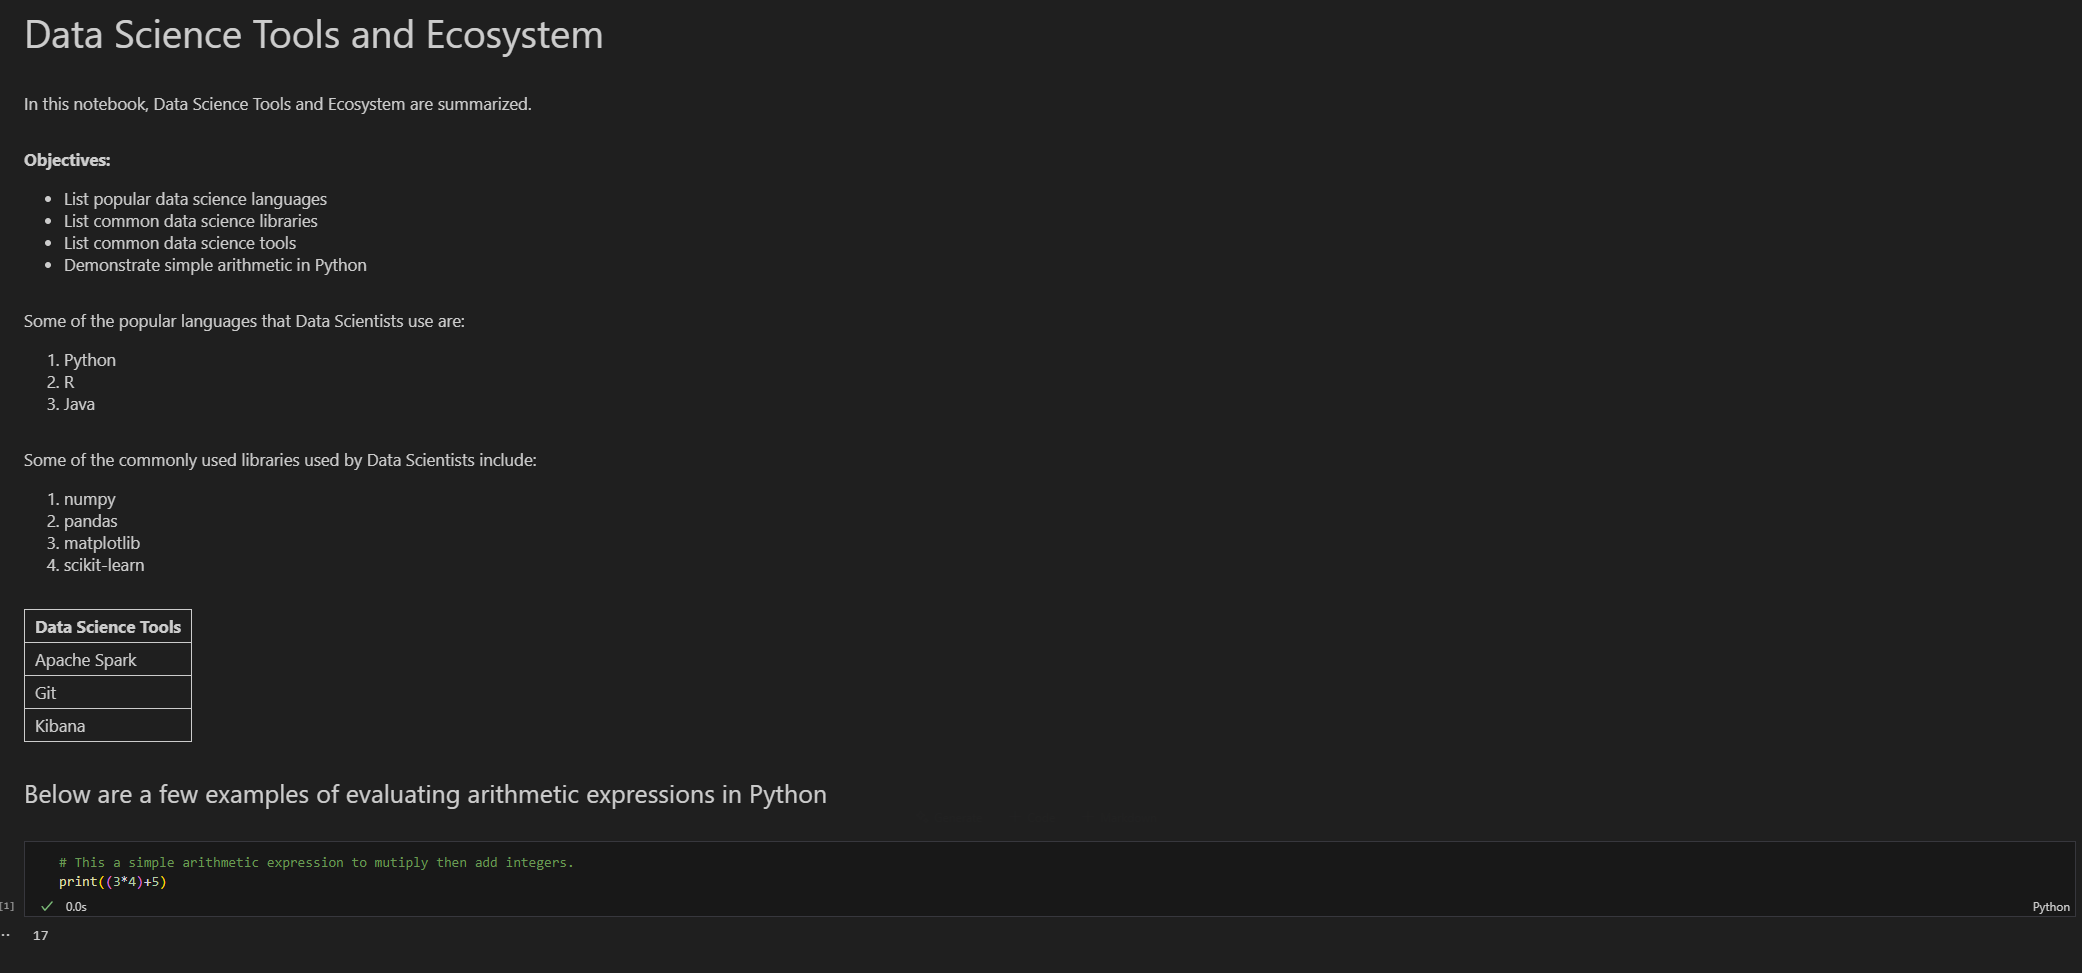 Data Science Tools and Ecosystem
In this notebook, Data Science Tools and Ecosystem are summarized.
Objectives:
• List popular data science languages
• List common data science libraries
• List common data science tools
• Demonstrate simple arithmetic in Python
Some of the popular languages that Data Scientists use are:
1. Python
2. R
3. Java
Some of the commonly used libraries used by Data Scientists include:
1. numpy
2. pandas
3. matplotlib
4. scikit-learn
Data Science Tools
Apache Spark
Git
Kibana
Below are a few examples of evaluating arithmetic expressions in Python
# This a simple arithmetic expression to mutiply then add integers.
print((3*4)+5)
[1] ✓ 0.0s Python
·· 17